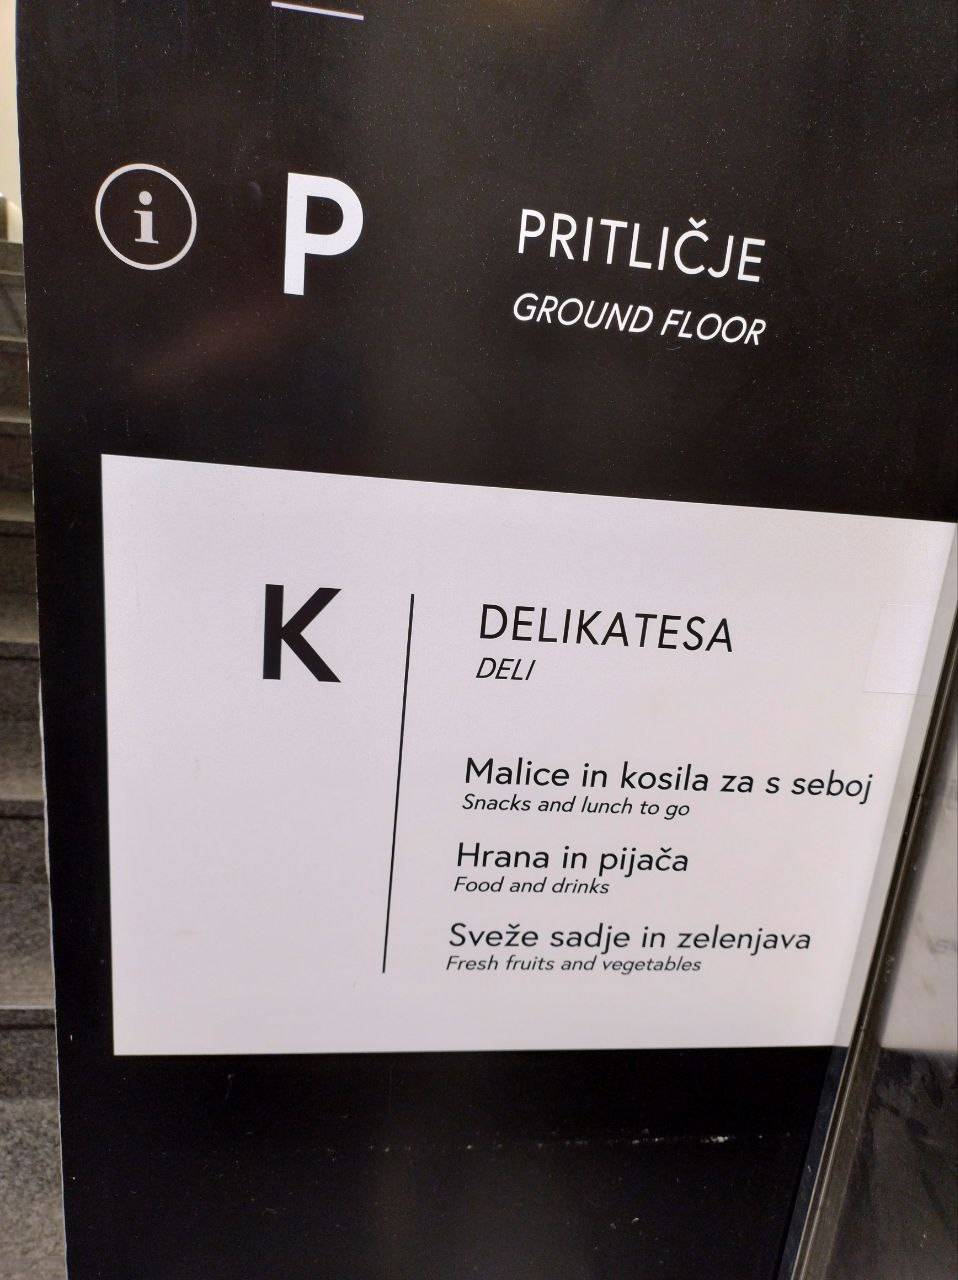 i P PRITLIČJE
GROUND FLOOR
K DELIKATESA
DELI
Malice in kosila za s seboj
Snacks and lunch to go
Hrana in pijača
Food and drinks
Sveže sadje in zelenjava
Fresh fruits and vegetables